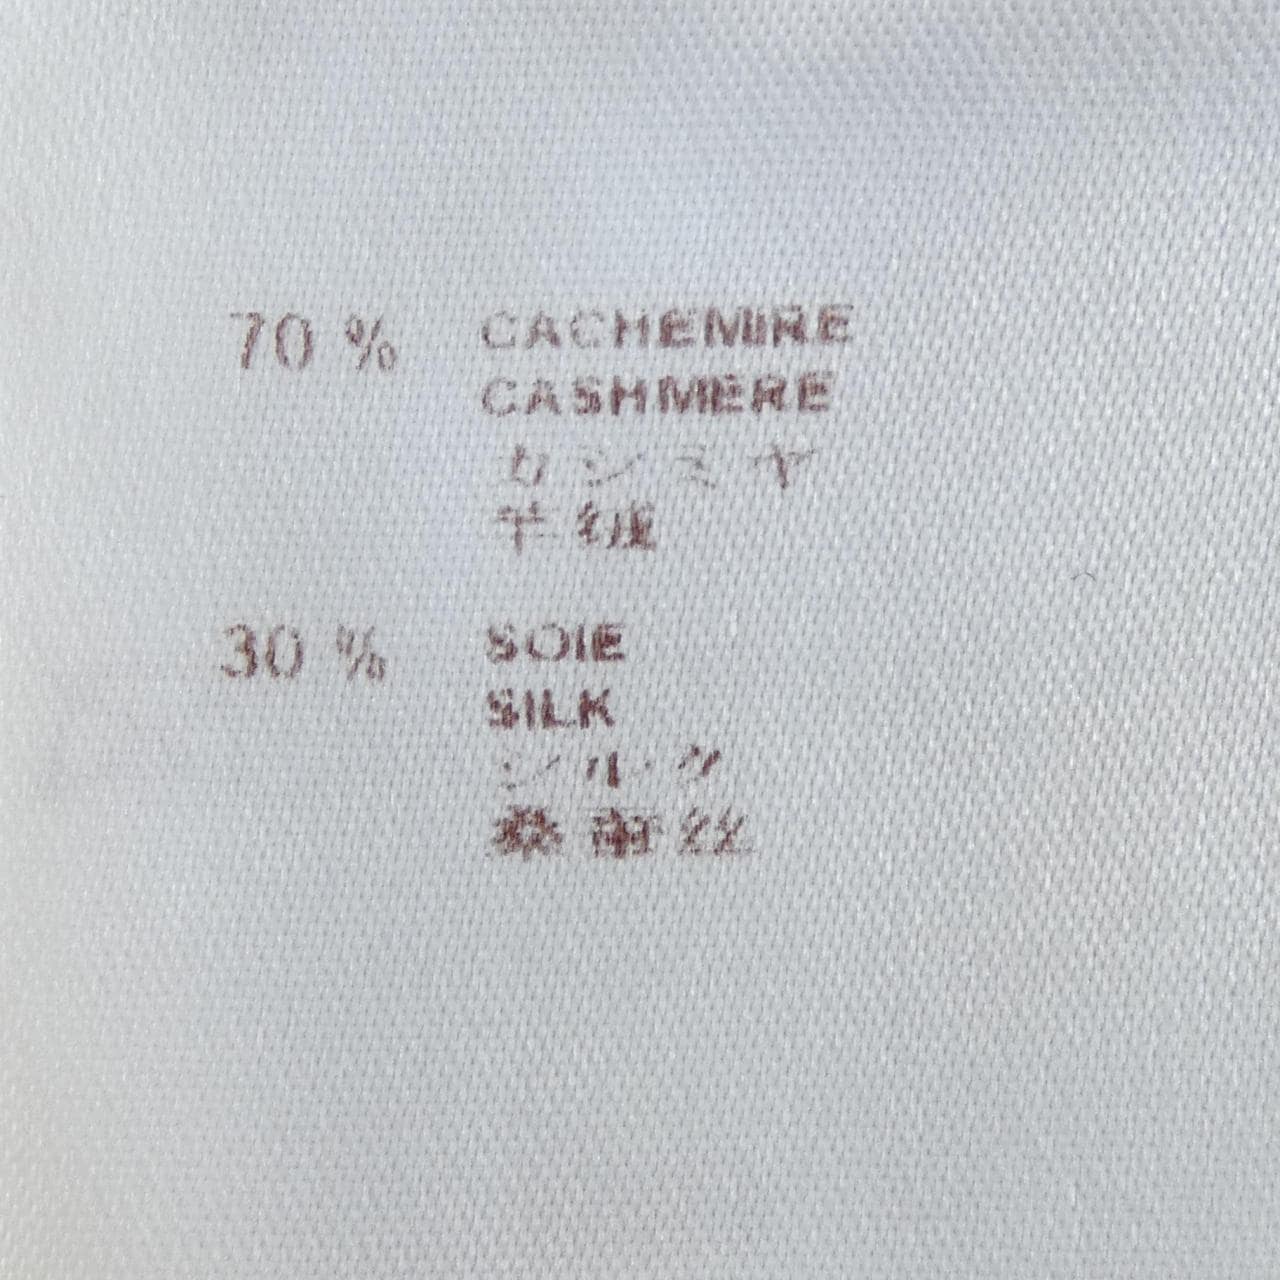 70 % CACHEMIRE
CASHMERE
カシミヤ
羊绒
30 % SOIE
SILK
シルク
桑蚕丝